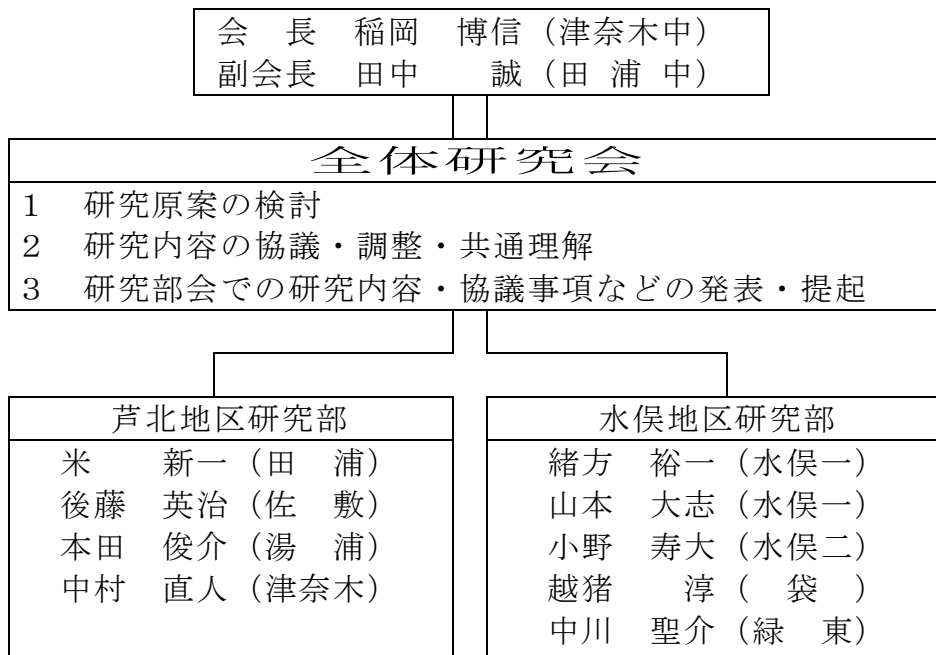 会　長　稲岡　博信（津奈木中）
副会長　田中　　誠（田 浦 中）
全体研究会
１　研究原案の検討
２　研究内容の協議・調整・共通理解
３　研究部会での研究内容・協議事項などの発表・提起
芦北地区研究部
米　　新一（田　浦）
後藤　英治（佐　敷）
本田　俊介（湯　浦）
中村　直人（津奈木）
水俣地区研究部
緒方　裕一（水俣一）
山本　大志（水俣一）
小野　寿大（水俣二）
越猪　　淳（　袋　）
中川　聖介（緑　東）